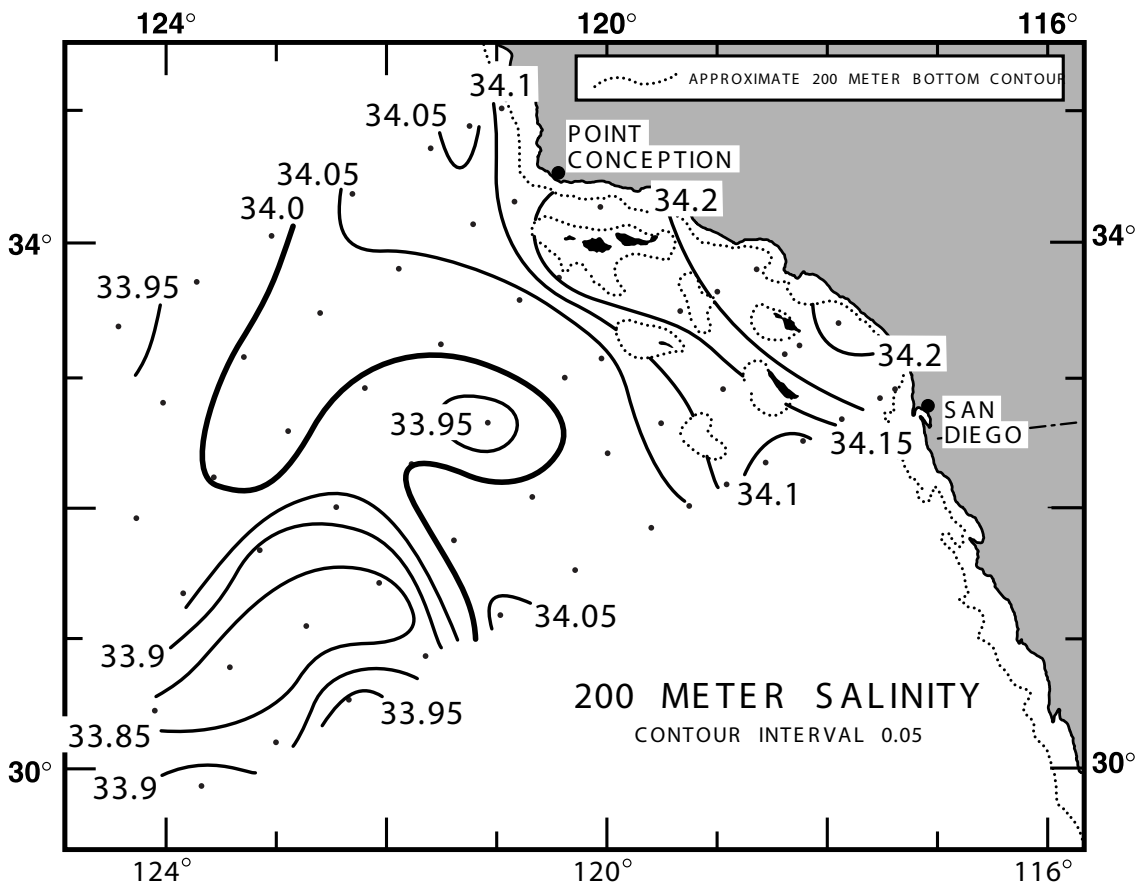 124° 120° 116°
34.1
APPROXIMATE 200 METER BOTTOM CONTOUR
34.05
POINT
CONCEPTION
34.05
34.2
34.0
34° 34°
33.95
34.2
33.95
SAN
DIEGO
34.15
34.1
34.05
33.9
200 METER SALINITY
33.95
33.85
CONTOUR INTERVAL 0.05
30° 30°
33.9
124° 120° 116°